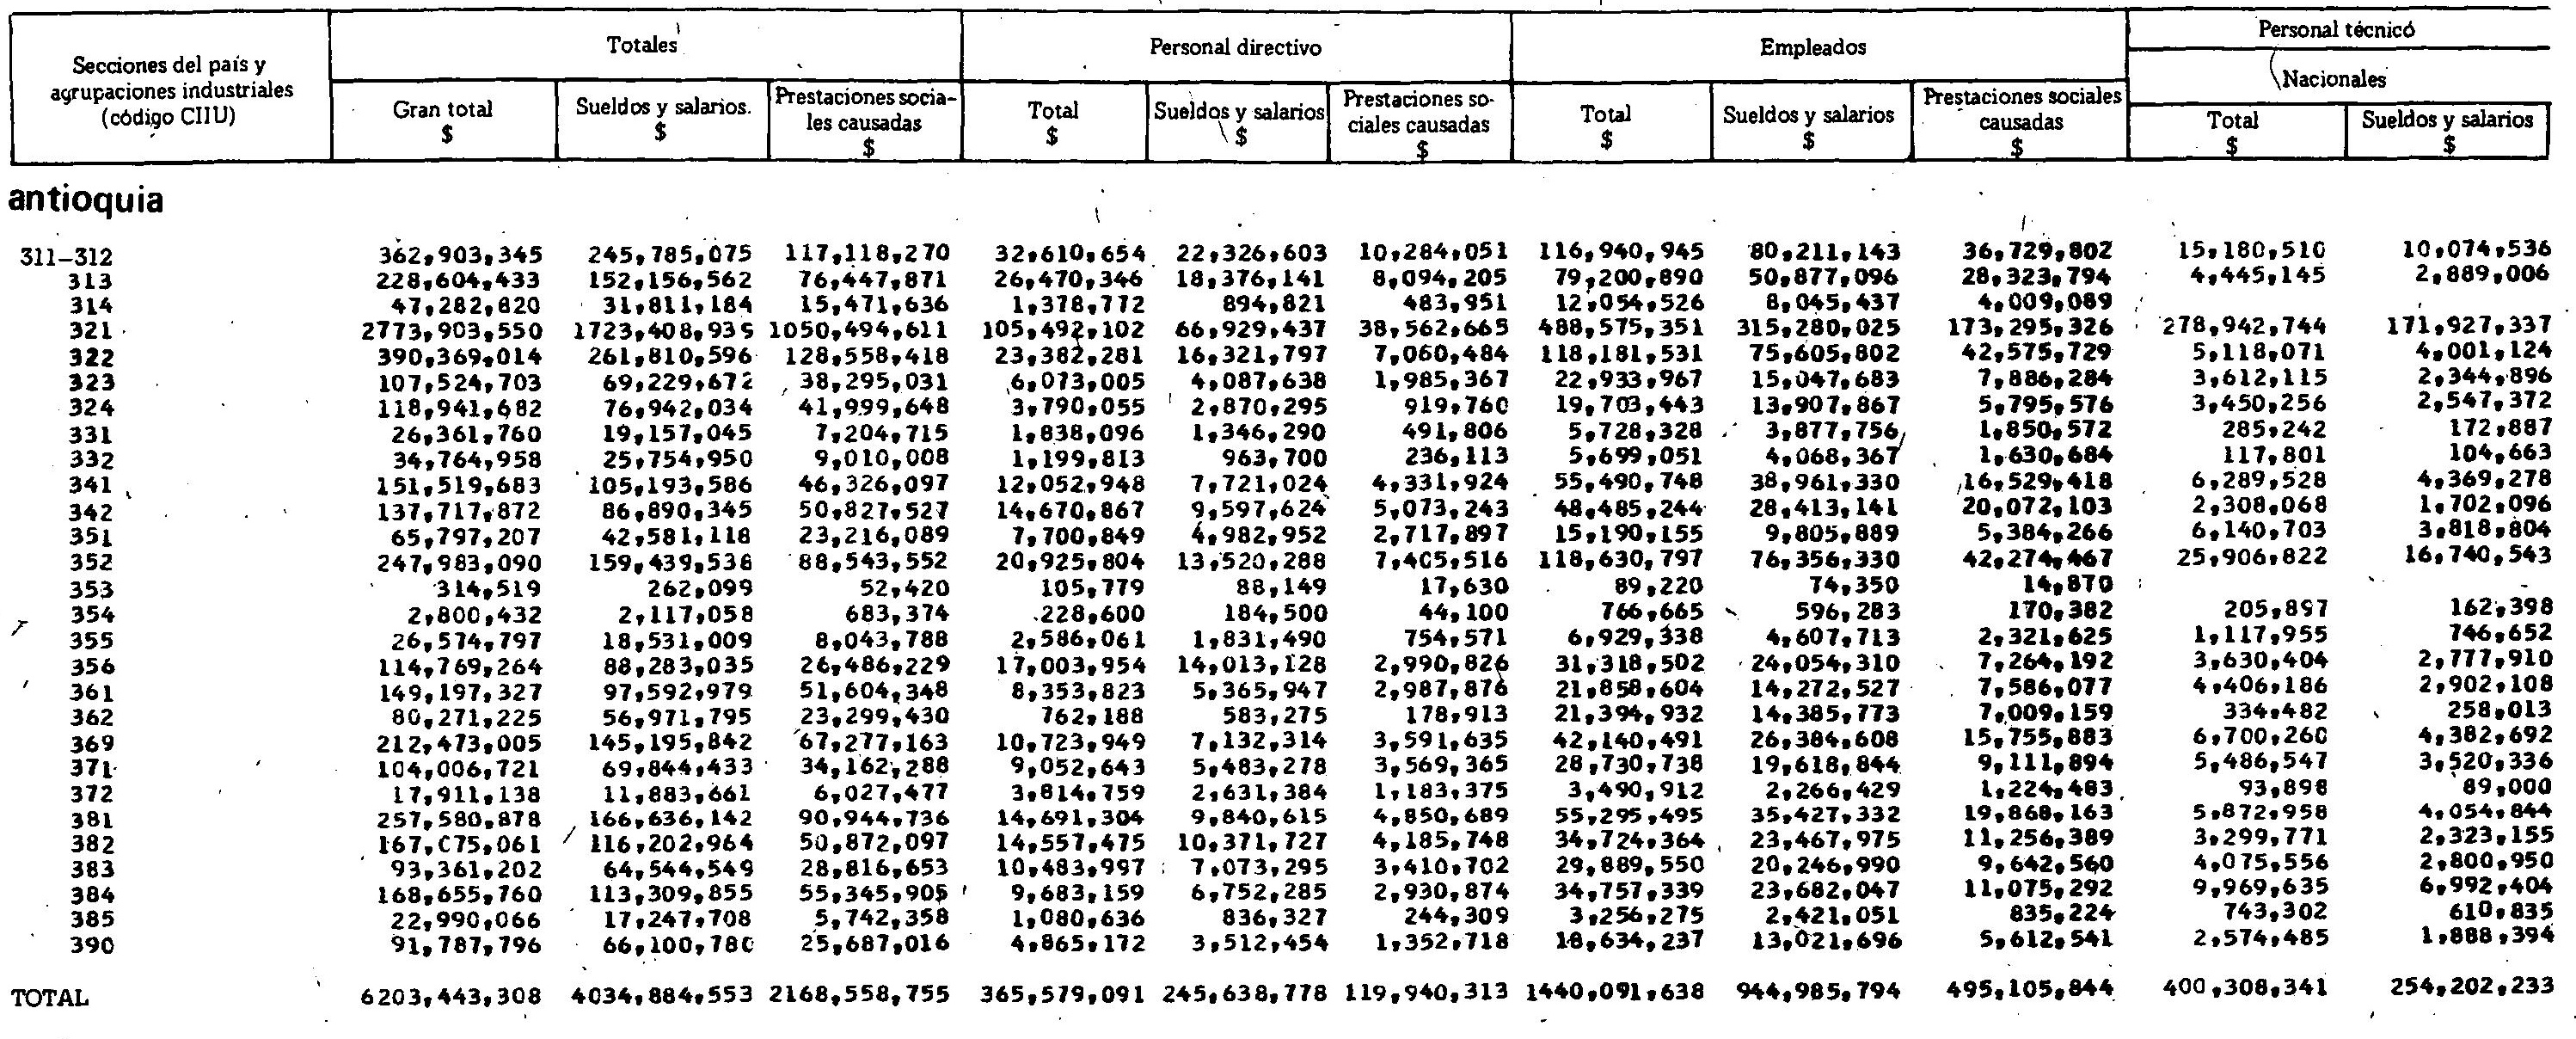 Secciones del país y agrupaciones industriales (código CIIU)
Totales
Personal directivo
Empleados
Personal técnico
Nacionales
Gran total $
Sueldos y salarios. $
Prestaciones sociales causadas $
Total $
Sueldos y salarios $
Prestaciones sociales causadas $
Total $
Sueldos y salarios $
Prestaciones sociales causadas $
Total $
Sueldos y salarios $
antioquia
311-312 362,903,345 245,785,075 117,118,270 32,610,654 22,326,603 10,284,051 116,940,945 80,211,143 36,729,802 15,180,510 10,074,536
313 228,604,433 152,156,562 76,447,871 26,470,346 18,376,141 8,094,205 79,200,890 50,877,096 28,323,794 4,445,145 2,889,006
314 47,282,820 31,811,184 15,471,636 1,378,772 894,821 483,951 12,054,526 8,045,437 4,009,089
321 2773,903,550 1723,408,939 1050,494,611 105,492,102 66,929,437 38,562,665 488,575,351 315,280,025 173,295,326 278,942,744 171,927,337
322 390,369,014 261,810,596 128,558,418 23,382,281 16,321,797 7,060,484 118,181,531 75,605,802 42,575,729 5,118,071 4,001,124
323 107,524,703 69,229,672 38,295,031 6,073,005 4,087,638 1,985,367 22,933,967 15,047,683 7,886,284 3,612,115 2,344,896
324 118,941,682 76,942,034 41,999,648 3,790,055 2,870,295 919,760 19,703,443 13,907,867 5,795,576 3,450,256 2,547,372
331 26,361,760 19,157,045 7,204,715 1,838,096 1,346,290 491,806 5,728,328 3,877,756 1,850,572 285,242 172,887
332 34,764,958 25,754,950 9,010,008 1,199,813 963,700 236,113 5,699,051 4,068,367 1,630,684 117,801 104,663
341 151,519,683 105,193,586 46,326,097 12,052,948 7,721,024 4,331,924 55,490,748 38,961,330 16,529,418 6,289,528 4,369,278
342 137,717,872 86,890,345 50,827,527 14,670,867 9,597,624 5,073,243 48,485,244 28,413,141 20,072,103 2,308,068 1,702,096
351 65,797,207 42,581,118 23,216,089 7,700,849 4,982,952 2,717,897 15,190,155 9,805,889 5,384,266 6,140,703 3,818,804
352 247,983,090 159,439,538 88,543,552 20,925,804 13,520,288 7,405,516 118,630,797 76,356,330 42,274,467 25,906,822 16,740,543
353 314,519 262,099 52,420 105,779 88,149 17,630 89,220 74,350 14,870 -
354 2,800,432 2,117,058 683,374 228,600 184,500 44,100 766,665 596,283 170,382 205,897 162,398
355 26,574,797 18,531,009 8,043,788 2,586,061 1,831,490 754,571 6,929,338 4,607,713 2,321,625 1,117,955 746,652
356 114,769,264 88,283,035 26,486,229 17,003,954 14,013,128 2,990,826 31,318,502 24,054,310 7,264,192 3,630,404 2,777,910
361 149,197,327 97,592,979 51,604,348 8,353,823 5,365,947 2,987,876 21,858,604 14,272,527 7,586,077 4,406,186 2,902,108
362 80,271,225 56,971,795 23,299,430 762,188 583,275 178,913 21,394,932 14,385,773 7,009,159 334,482 258,013
369 212,473,005 145,195,842 67,277,163 10,723,949 7,132,314 3,591,635 42,140,491 26,384,608 15,755,883 6,700,260 4,382,692
371 104,006,721 69,844,433 34,162,288 9,052,643 5,483,278 3,569,365 28,730,738 19,618,844 9,111,894 5,486,547 3,520,336
372 17,911,138 11,883,661 6,027,477 3,814,759 2,631,384 1,183,375 3,490,912 2,266,429 1,224,483 93,898 89,000
381 257,580,878 166,636,142 90,944,736 14,691,304 9,840,615 4,850,689 55,295,495 35,427,332 19,868,163 5,872,958 4,054,844
382 167,075,061 116,202,964 50,872,097 14,557,475 10,371,727 4,185,748 34,724,364 23,467,975 11,256,389 3,299,771 2,323,155
383 93,361,202 64,544,549 28,816,653 10,483,997 7,073,295 3,410,702 29,889,550 20,246,990 9,642,560 4,075,556 2,800,950
384 168,655,760 113,309,855 55,345,905 9,683,159 6,752,285 2,930,874 34,757,339 23,682,047 11,075,292 9,969,635 6,992,404
385 22,990,066 17,247,708 5,742,358 1,080,636 836,327 244,309 3,256,275 2,421,051 835,224 743,302 610,835
390 91,787,796 66,100,780 25,687,016 4,865,172 3,512,454 1,352,718 18,634,237 13,021,696 5,612,541 2,574,485 1,888,394
TOTAL 6203,443,308 4034,884,553 2168,558,755 365,579,091 245,638,778 119,940,313 1440,091,638 944,985,794 495,105,844 400,308,341 254,202,233